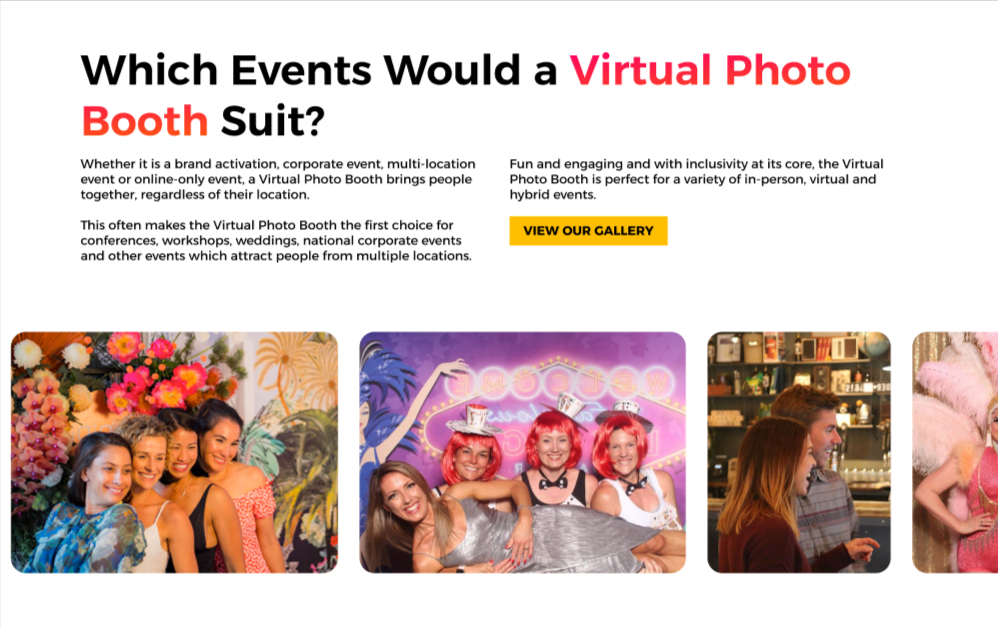 Which Events Would a Virtual Photo
Booth Suit?
Whether it is a brand activation, corporate event, multi-location
event or online-only event, a Virtual Photo Booth brings people
together, regardless of their location.
This often makes the Virtual Photo Booth the first choice for
conferences, workshops, weddings, national corporate events
and other events which attract people from multiple locations.
Fun and engaging and with inclusivity at its core, the Virtual
Photo Booth is perfect for a variety of in-person, virtual and
hybrid events.
VIEW OUR GALLERY
WELCOME